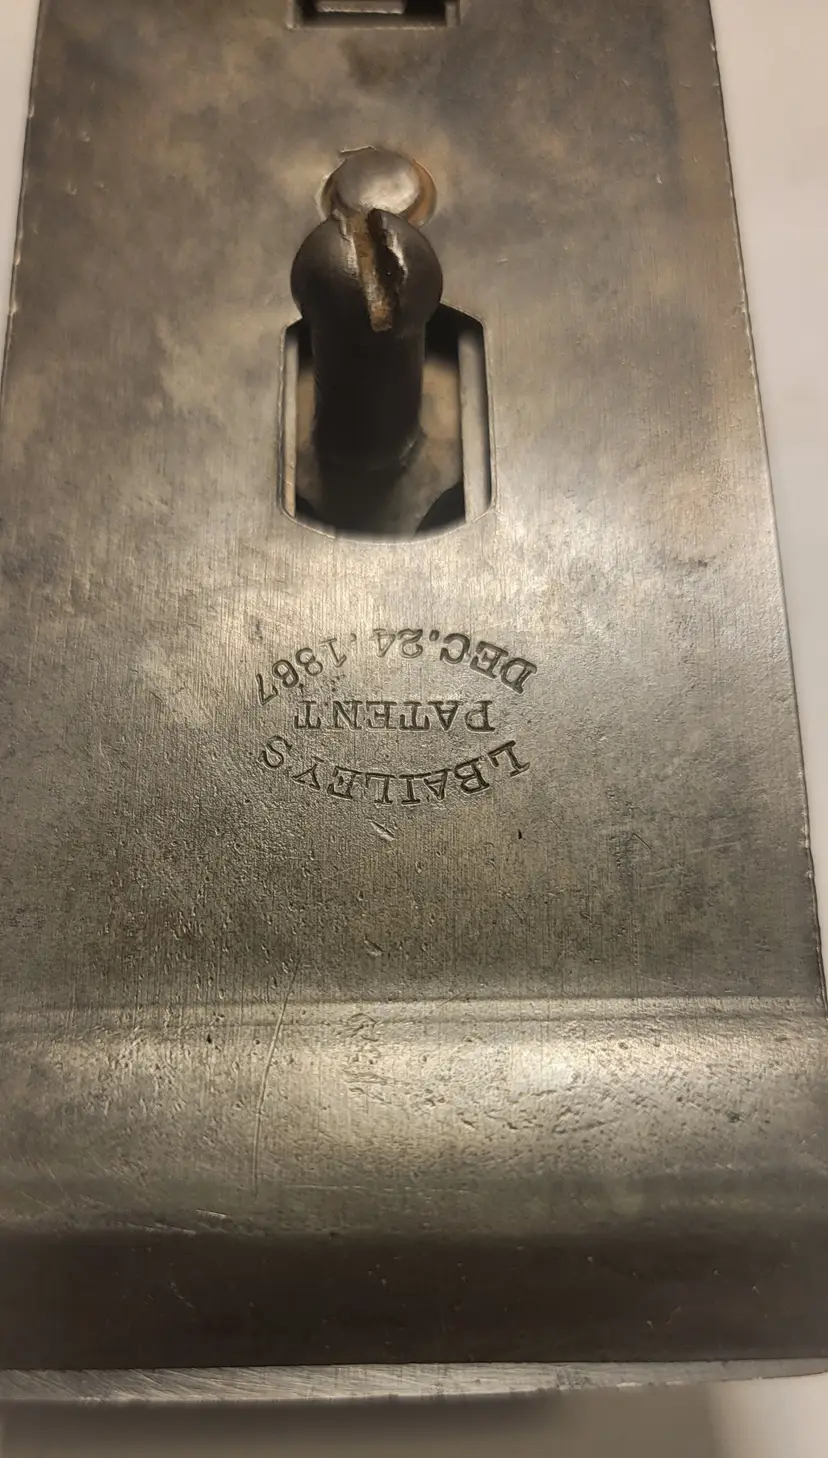 L. BAILEY'S
PATENT
DEC. 24, 1867